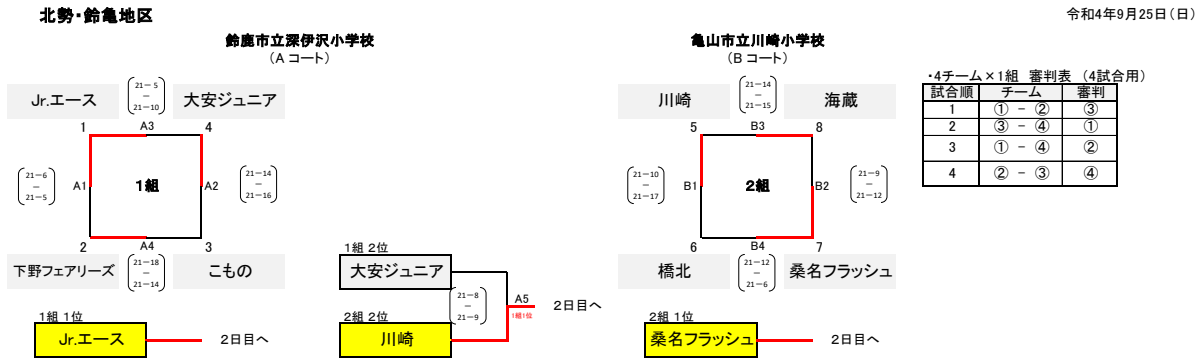 北勢・鈴亀地区
令和4年9月25日(日)
鈴鹿市立深伊沢小学校
(A コート)
亀山市立川崎小学校
(B コート)
・4チーム×1組 審判表 (4試合用)
試合順 チーム 審判
1 ① - ② ③
2 ③ - ④ ①
3 ① - ④ ②
4 ② - ③ ④
Jr.エース
21-5
-
21-10
大安ジュニア
1 A3 4
21-6
-
21-5
A1 1組 A2
21-14
-
21-16
2 A4 3
下野フェアリーズ
21-18
-
21-14
こもの
川崎
21-14
-
21-15
海蔵
5 B3 8
21-10
-
21-17
B1 2組 B2
21-9
-
21-12
6 B4 7
橋北
21-12
-
21-6
桑名フラッシュ
1組 1位
Jr.エース
2日目へ
1組 2位
大安ジュニア
21-8
-
21-9
A5
1組1位
2日目へ
2組 2位
川崎
2組 1位
桑名フラッシュ
2日目へ